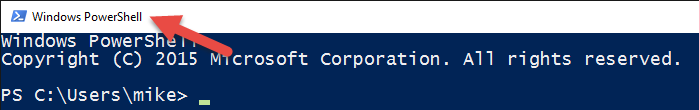 Windows PowerShell
Windows PowerShell
Copyright (C) 2015 Microsoft Corporation. All rights reserved.
PS C:\Users\mike>